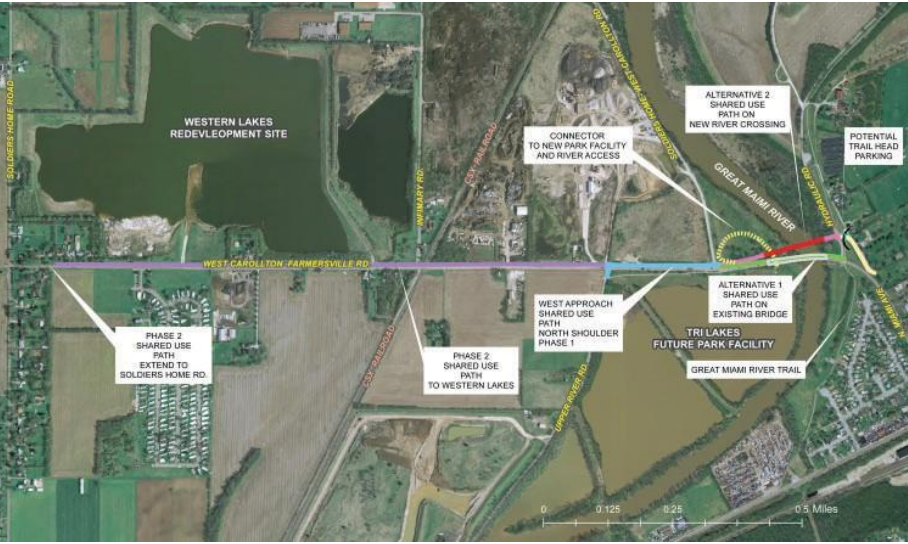 SOLDIERS HOME ROAD
WESTERN LAKES
REDEVLEOPMENT SITE
INFIMARY RD.
CSX RAILROAD
SOLDIERS HOME - WEST CAROLLTON RD
CONNECTOR
TO NEW PARK FACILITY
AND RIVER ACCESS
ALTERNATIVE 2
SHARED USE
PATH ON
NEW RIVER CROSSING
POTENTIAL
TRAIL HEAD
PARKING
GREAT MAIMI RIVER
HYDRAULIC RD
WEST CAROLLTON -FARMERSVILLE RD
PHASE 2
SHARED USE
PATH
EXTEND TO
SOLDIERS HOME RD.
CSX RAILROAD
PHASE 2
SHARED USE
PATH
TO WESTERN LAKES
WEST APPROACH
SHARED USE
PATH
NORTH SHOULDER
PHASE 1
UPPER RIVER RD
TRI LAKES
FUTURE PARK FACILITY
ALTERNATIVE 1
SHARED USE
PATH ON
EXISTING BRIDGE
GREAT MIAMI RIVER TRAIL
N. MIAMI AVE.
0 0.125 0.25 0.5 Miles